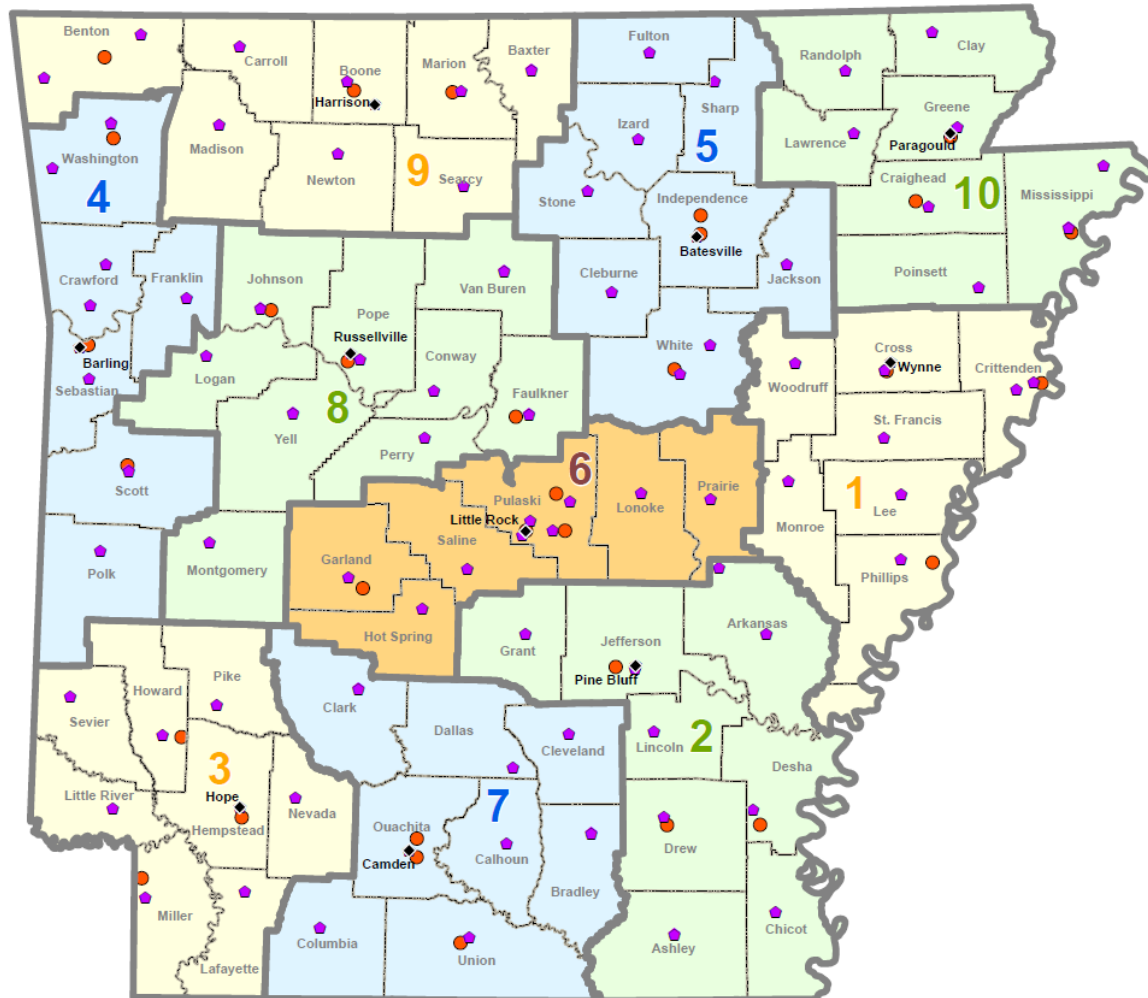 Benton
Carroll
Boone
Marion
Baxter
Fulton
Randolph
Clay
Harrison
Sharp
Greene
Washington
Madison
Izard
Lawrence
Paragould
4
Newton
9
Searcy
5
Craighead
10
Mississippi
Stone
Independence
Batesville
Crawford
Franklin
Johnson
Van Buren
Cleburne
Jackson
Poinsett
Pope
Russellville
White
Cross
Wynne
Barling
Sebastian
Logan
Conway
Woodruff
Crittenden
8
Faulkner
St. Francis
Yell
Perry
6
Scott
Pulaski
Lonoke
Prairie
1
Lee
Little Rock
Monroe
Saline
Polk
Montgomery
Garland
Phillips
Hot Spring
Grant
Jefferson
Arkansas
Pine Bluff
Howard
Pike
Sevier
Clark
Dallas
Cleveland
Lincoln
2
Desha
3
Little River
Hope
Hempstead
Nevada
7
Ouachita
Camden
Calhoun
Bradley
Drew
Miller
Lafayette
Columbia
Union
Ashley
Chicot